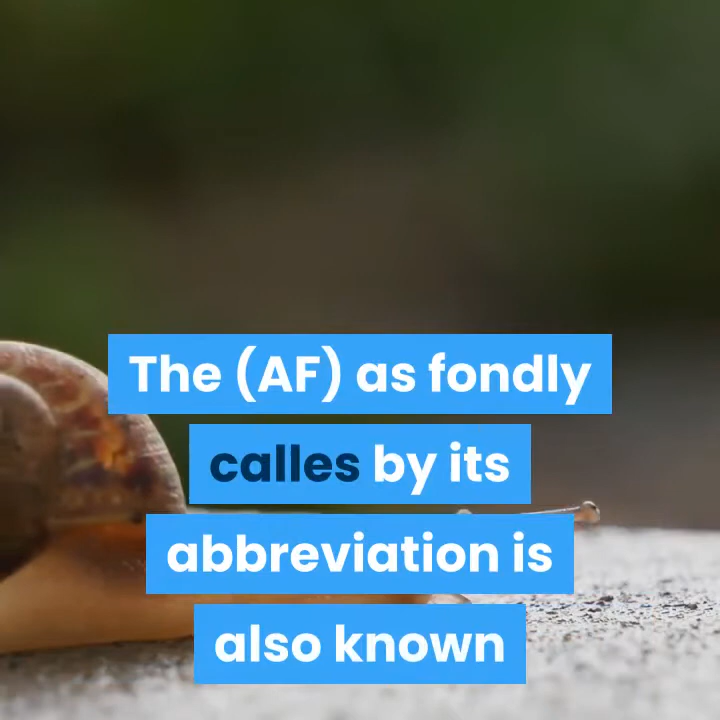 The (AF) as fondly
calles by its
abbreviation is
also known